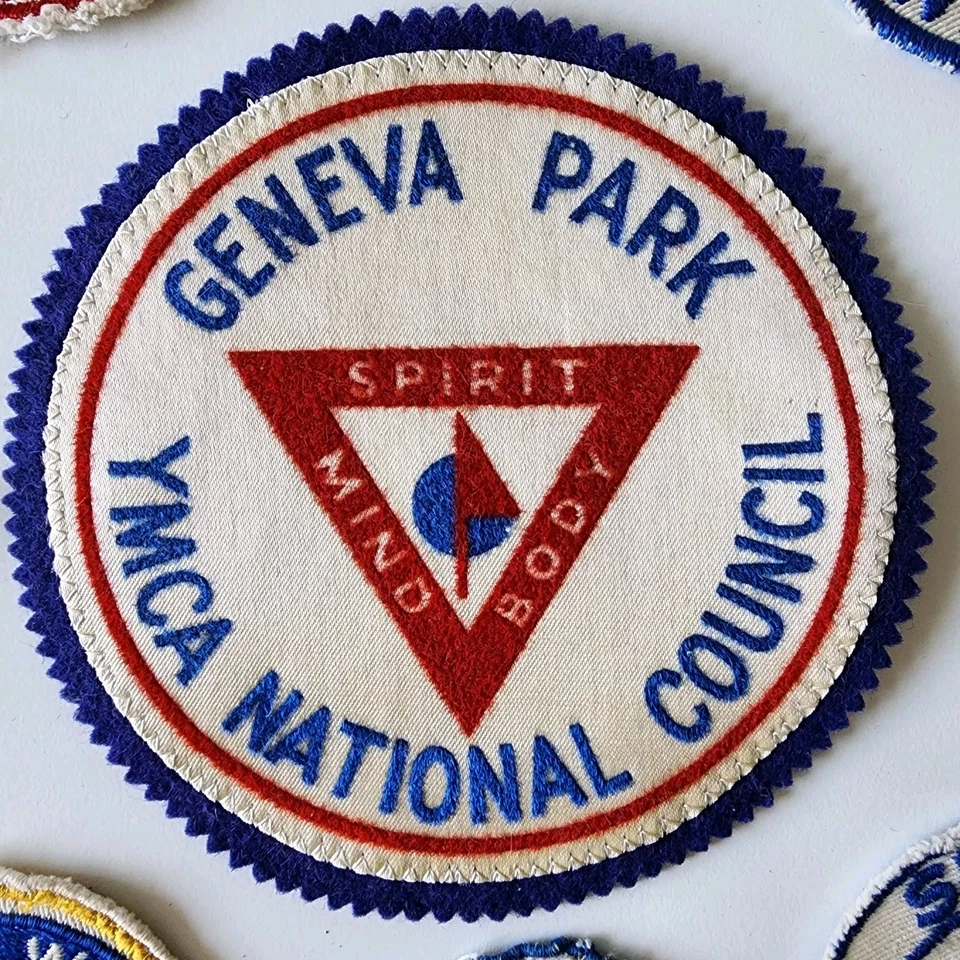 GENEVA PARK
SPIRIT
MIND
BODY
YMCA NATIONAL COUNCIL